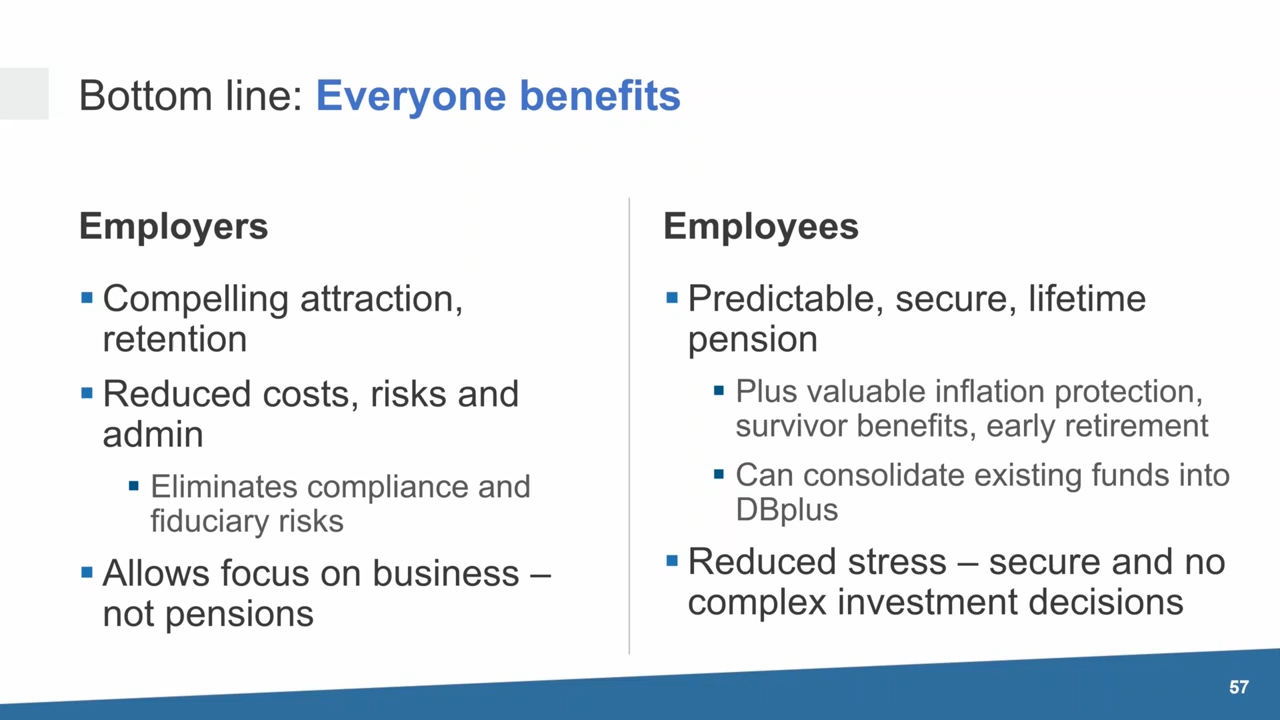 Bottom line: Everyone benefits
Employers
▪ Compelling attraction,
retention
▪ Reduced costs, risks and
admin
▪ Eliminates compliance and
fiduciary risks
▪ Allows focus on business –
not pensions
Employees
▪ Predictable, secure, lifetime
pension
▪ Plus valuable inflation protection,
survivor benefits, early retirement
▪ Can consolidate existing funds into
DBplus
▪ Reduced stress – secure and no
complex investment decisions
57